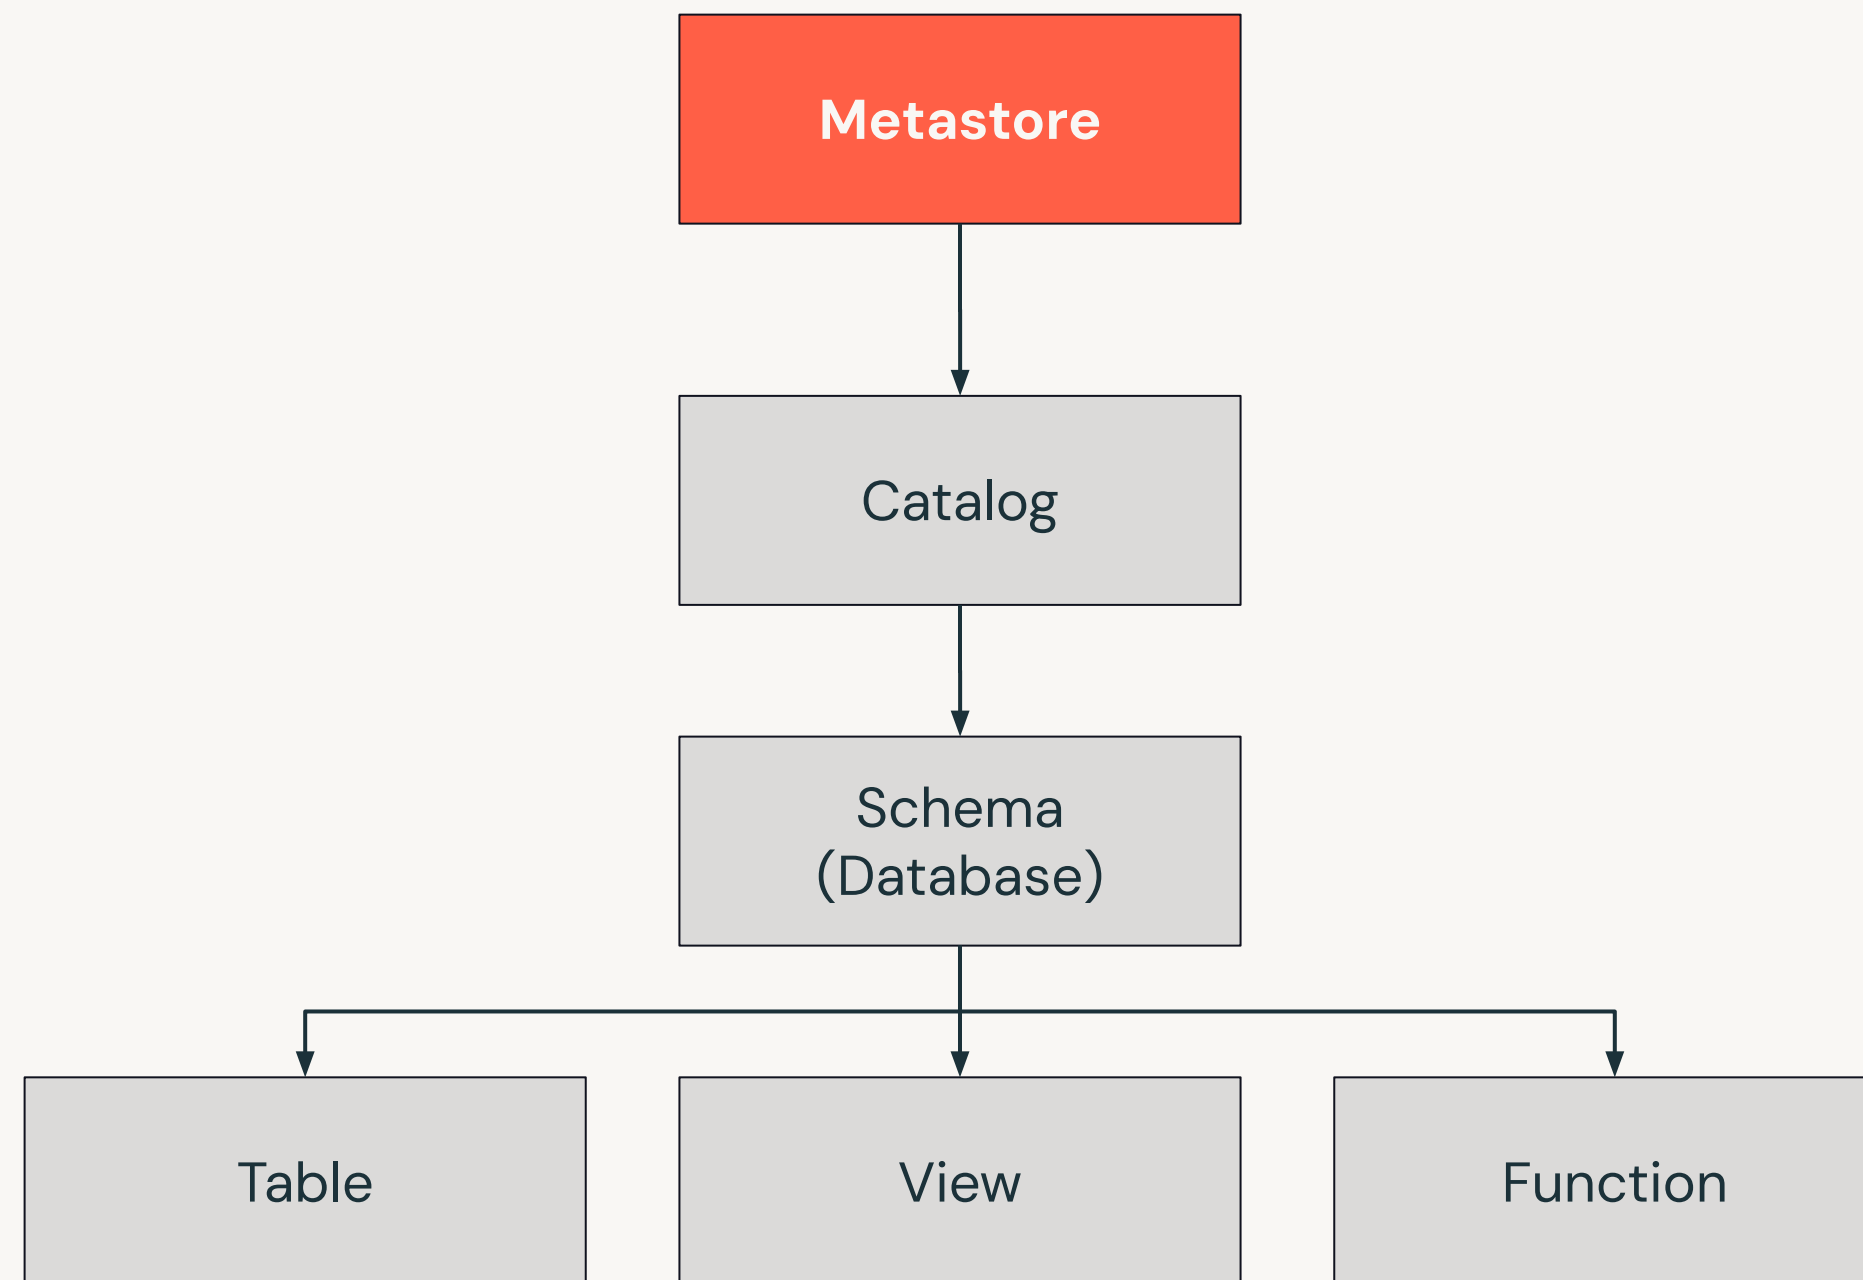 Metastore
Catalog
Schema
(Database)
Table
View
Function